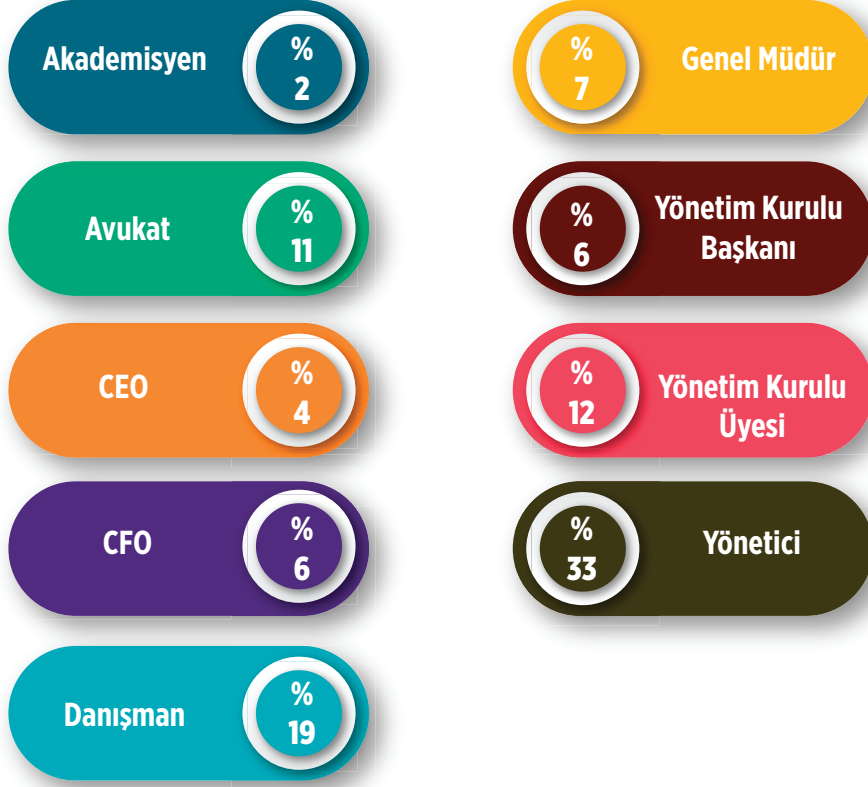 Akademisyen
%
2
Avukat
%
11
CEO
%
4
CFO
%
6
Danışman
%
19
%
7
Genel Müdür
%
6
Yönetim Kurulu
Başkanı
%
12
Yönetim Kurulu
Üyesi
%
33
Yönetici